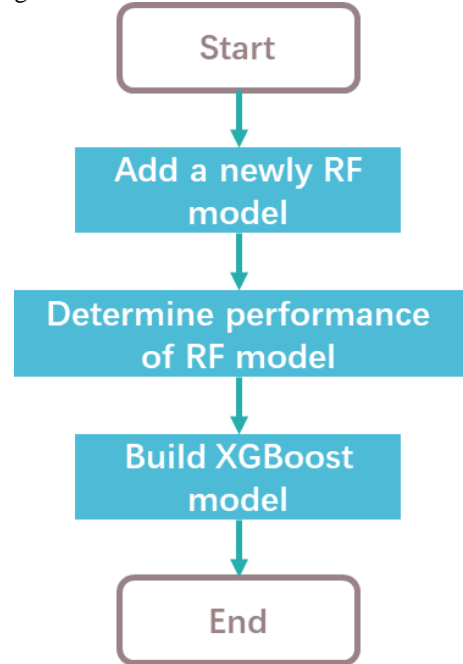 Start
Add a newly RF
model
Determine performance
of RF model
Build XGBoost
model
End